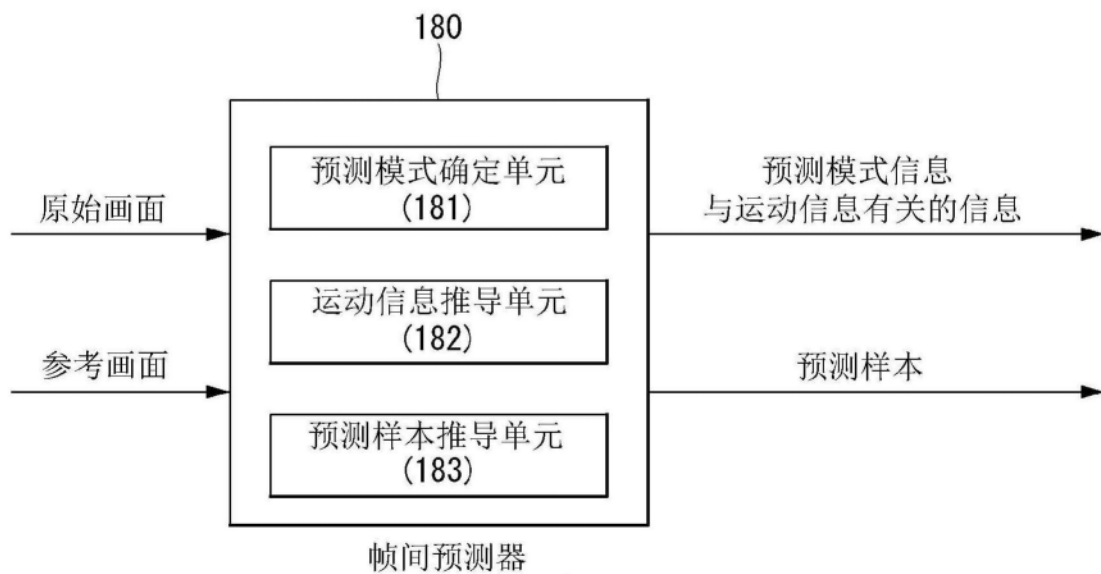 180
预测模式确定单元
(181)
原始画面
预测模式信息
与运动信息有关的信息
运动信息推导单元
(182)
参考画面
预测样本
预测样本推导单元
(183)
帧间预测器